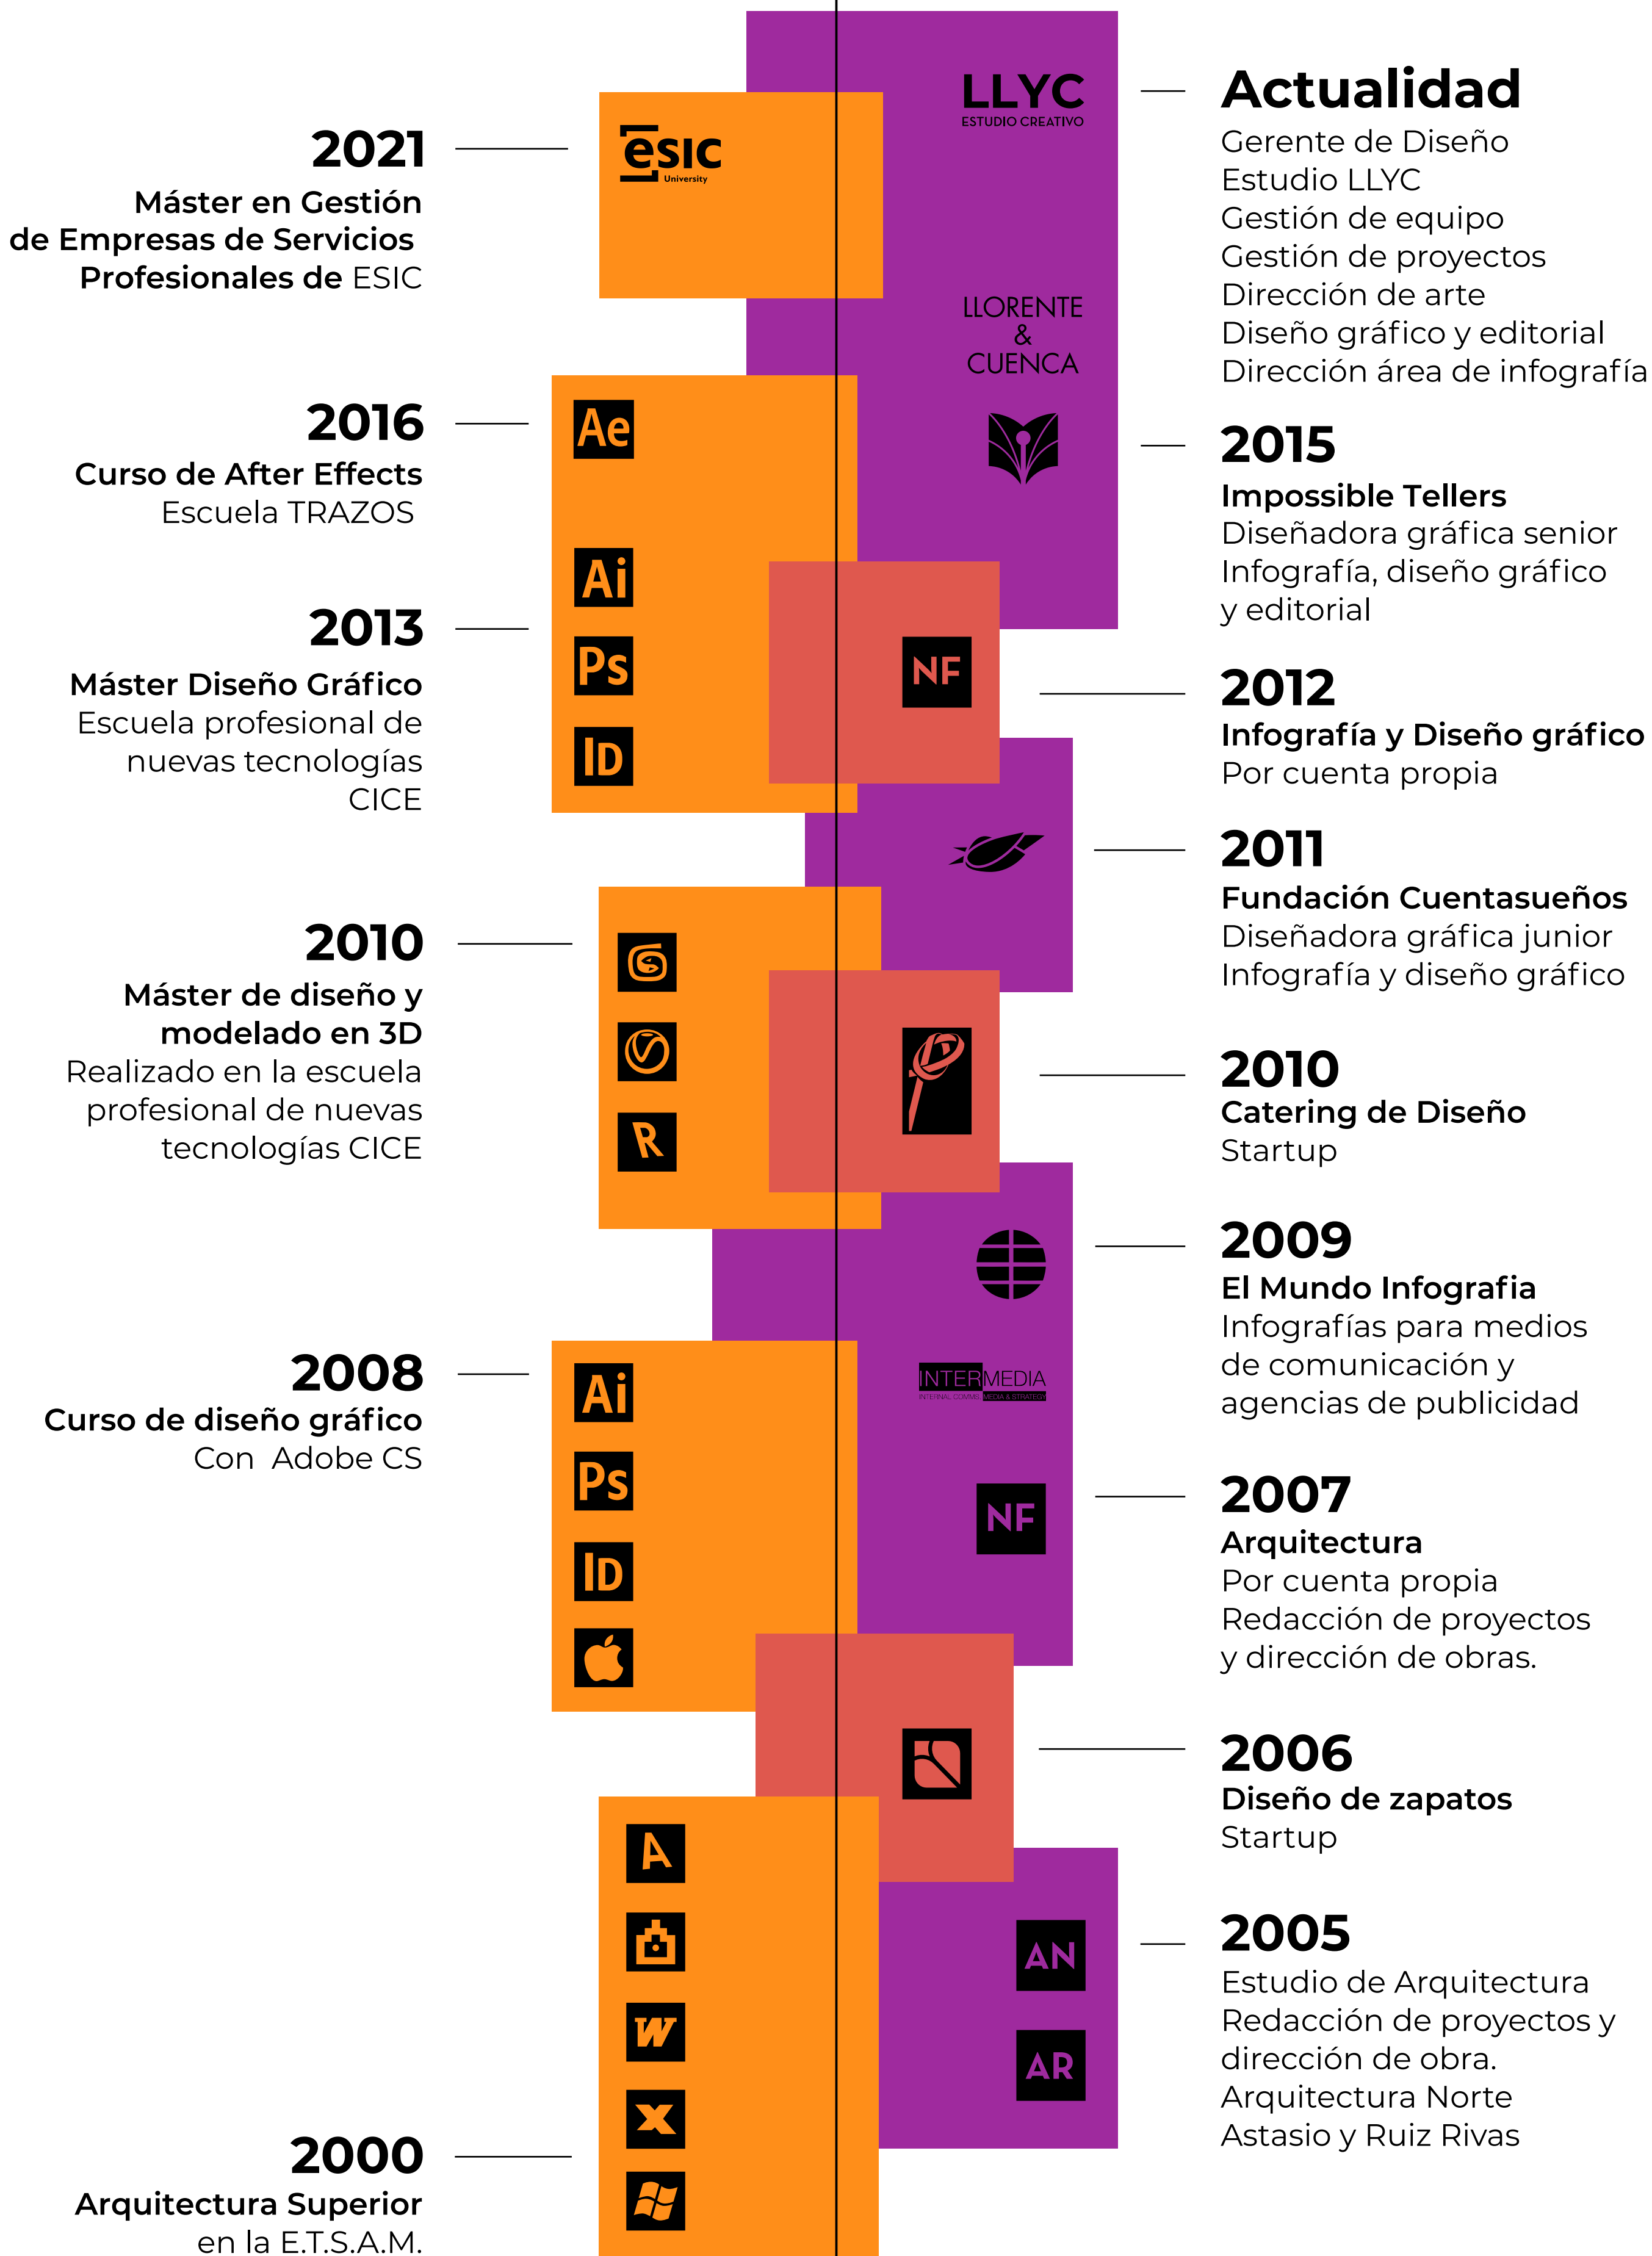 LLYC
ESTUDIO CREATIVO
Actualidad
Gerente de Diseño
Estudio LLYC
Gestión de equipo
Gestión de proyectos
Dirección de arte
Diseño gráfico y editorial
Dirección área de infografía
2021
Máster en Gestión
de Empresas de Servicios
Profesionales de ESIC
esic
University
LLORENTE
&
CUENCA
2016
Curso de After Effects
Escuela TRAZOS
Ae
2015
Impossible Tellers
Diseñadora gráfica senior
Infografía, diseño gráfico
y editorial
2013
Máster Diseño Gráfico
Escuela profesional de
nuevas tecnologías
CICE
Ai
Ps
ID
NF
2012
Infografía y Diseño gráfico
Por cuenta propia
2011
Fundación Cuentasueños
Diseñadora gráfica junior
Infografía y diseño gráfico
2010
Máster de diseño y
modelado en 3D
Realizado en la escuela
profesional de nuevas
tecnologías CICE
R
2010
Catering de Diseño
Startup
2009
El Mundo Infografia
Infografías para medios
de comunicación y
agencias de publicidad
INTERMEDIA
INTERNAL COMMS, MEDIA & STRATEGY
2008
Curso de diseño gráfico
Con Adobe CS
Ai
Ps
ID
NF
2007
Arquitectura
Por cuenta propia
Redacción de proyectos
y dirección de obras.
2006
Diseño de zapatos
Startup
A
W
X
AN
AR
2005
Estudio de Arquitectura
Redacción de proyectos y
dirección de obra.
Arquitectura Norte
Astasio y Ruiz Rivas
2000
Arquitectura Superior
en la E.T.S.A.M.